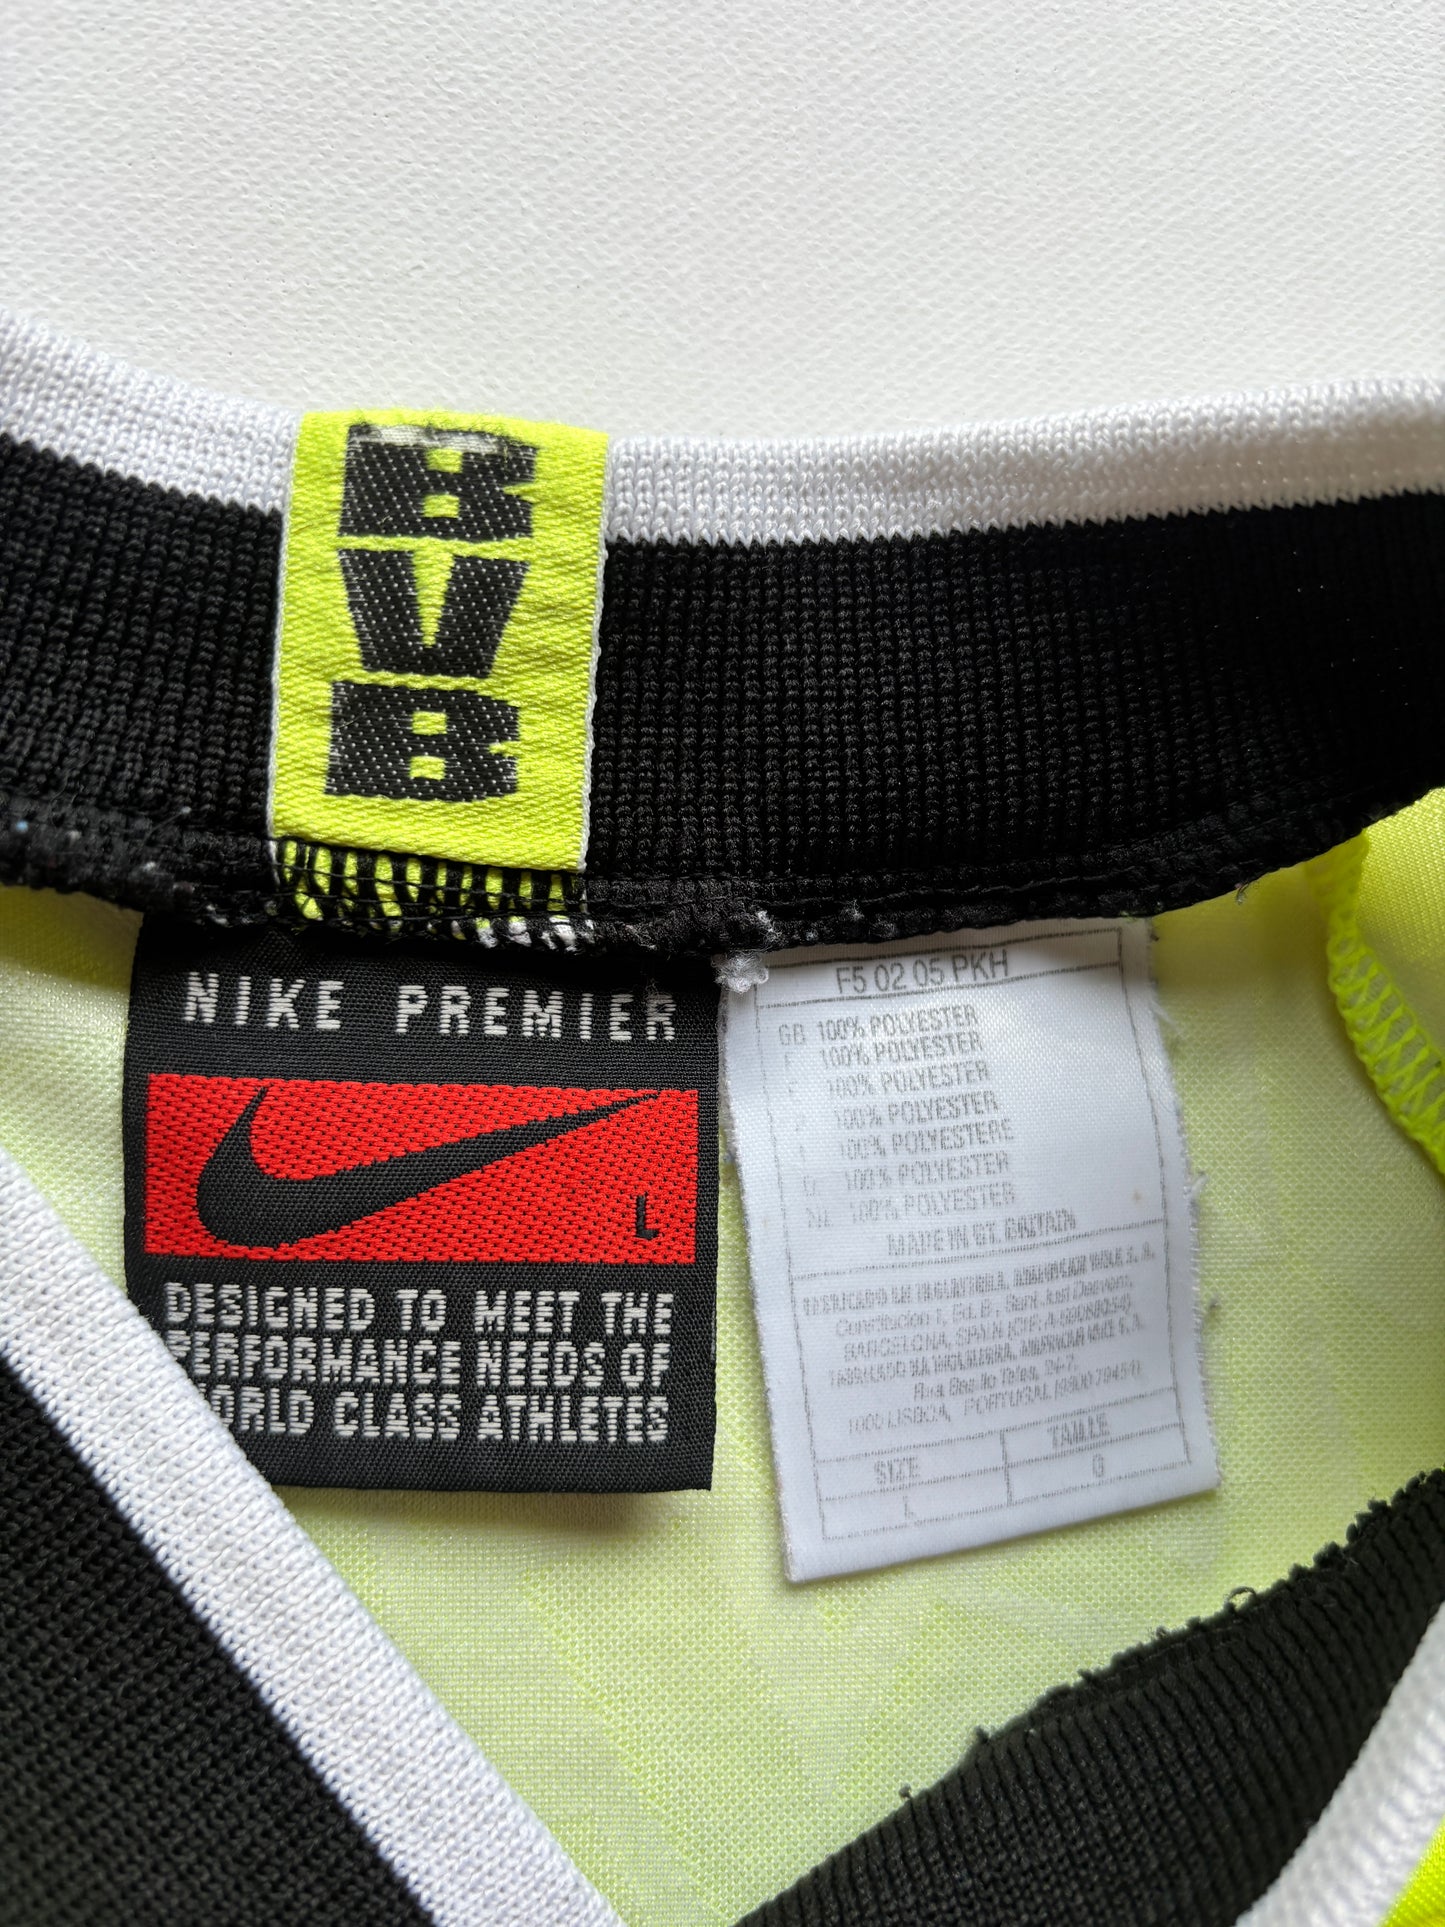 B
V
B
NIKE PREMIER
L
DESIGNED TO MEET THE
PERFORMANCE NEEDS OF
WORLD CLASS ATHLETES
F5 02 05 PKH
GB 100% POLYESTER
F 100% POLYESTER
100% POLYESTER
100% POLYESTER
100% POLYESTERE
100% POLYESTER
NL 100% POLYESTER
MADE IN GT. BRITAIN
BARCELONA, SPAIN
1000 LISBOA, PORTUGAL
SIZE TAILLE
L G